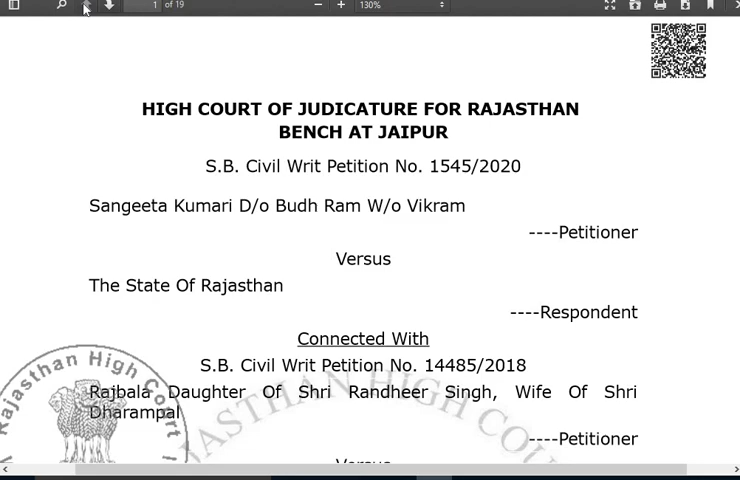 1 of 19
130%
HIGH COURT OF JUDICATURE FOR RAJASTHAN
BENCH AT JAIPUR
S.B. Civil Writ Petition No. 1545/2020
Sangeeta Kumari D/o Budh Ram W/o Vikram
----Petitioner
Versus
The State Of Rajasthan
----Respondent
Connected With
S.B. Civil Writ Petition No. 14485/2018
Rajbala Daughter Of Shri Randheer Singh, Wife Of Shri
Dharampal
----Petitioner
Versus
Rajasthan High Court